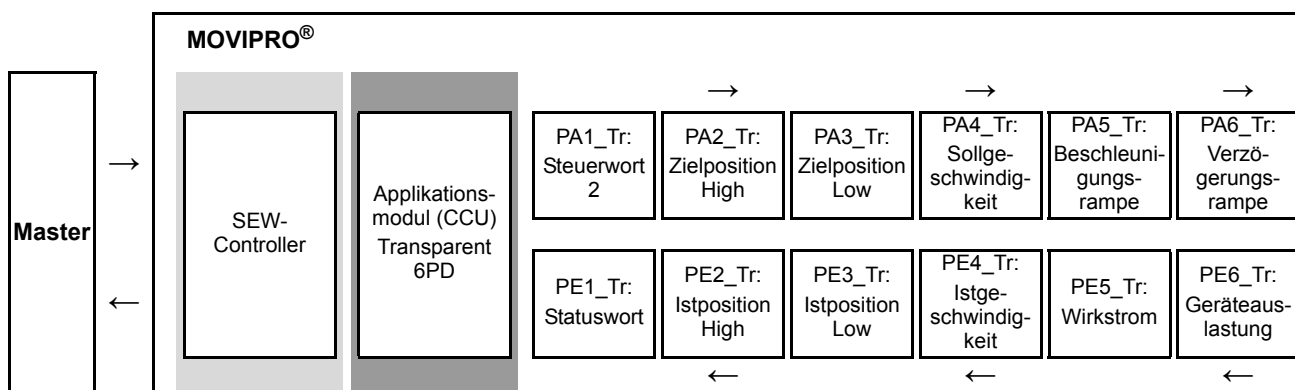 MOVIPRO®
Master
SEW-
Controller
Applikations-
modul (CCU)
Transparent
6PD
→
←
→
→
→
PA1_Tr:
Steuerwort
2
PA2_Tr:
Zielposition
High
PA3_Tr:
Zielposition
Low
PA4_Tr:
Sollge-
schwindig-
keit
PA5_Tr:
Beschleuni-
gungs-
rampe
PA6_Tr:
Verzö-
gerungs-
rampe
PE1_Tr:
Statuswort
PE2_Tr:
Istposition
High
PE3_Tr:
Istposition
Low
PE4_Tr:
Istge-
schwindig-
keit
PE5_Tr:
Wirkstrom
PE6_Tr:
Geräteaus-
lastung
←
←
←